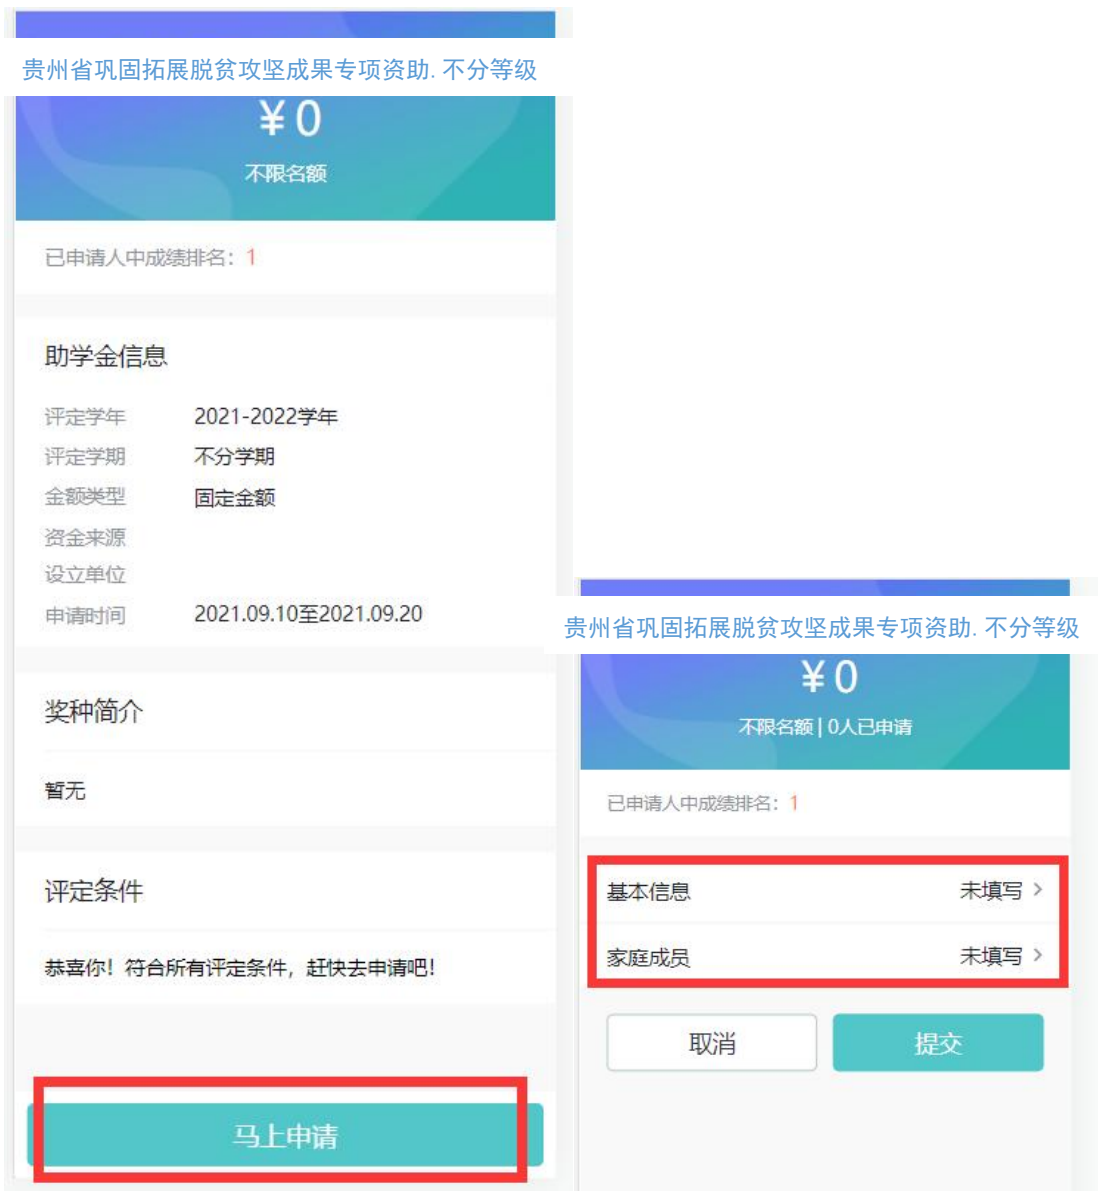 贵州省巩固拓展脱贫攻坚成果专项资助.不分等级
¥0
不限名额
已申请人中成绩排名：1
助学金信息
评定学年 2021-2022学年
评定学期 不分学期
金额类型 固定金额
资金来源
设立单位
申请时间 2021.09.10至2021.09.20
奖种简介
暂无
评定条件
恭喜你！符合所有评定条件，赶快去申请吧！
马上申请
贵州省巩固拓展脱贫攻坚成果专项资助.不分等级
¥0
不限名额 | 0人已申请
已申请人中成绩排名：1
基本信息 未填写 >
家庭成员 未填写 >
取消 提交